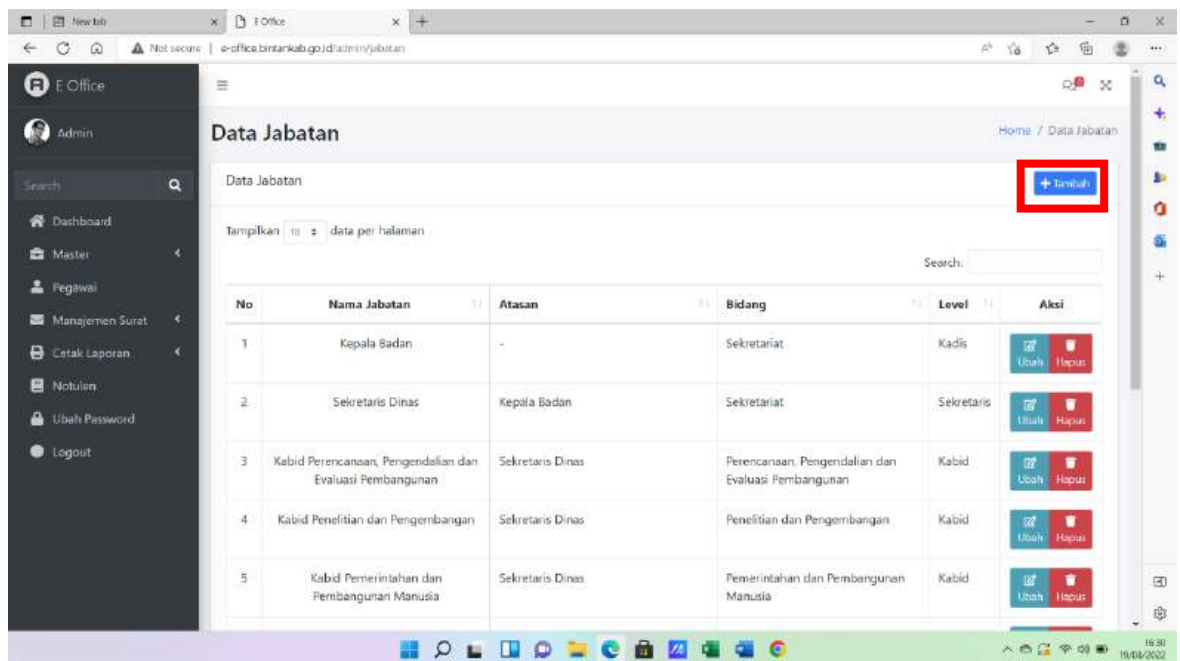 New tab
E Office
Not secure
e-office.bintankab.go.id/admin/jabatan
E Office
Admin
Data Jabatan
Home / Data Jabatan
Search
Data Jabatan
+ Tambah
Dashboard
Tampilkan 10 data per halaman
Master
Search:
Pegawai
No Nama Jabatan Atasan Bidang Level Aksi
Manajemen Surat
1 Kepala Badan - Sekretariat Kadis
Ubah Hapus
Cetak Laporan
Notulen
2 Sekretaris Dinas Kepala Badan Sekretariat Sekretaris
Ubah Hapus
Ubah Password
Logout
3 Kabid Perencanaan, Pengendalian dan Sekretaris Dinas Perencanaan, Pengendalian dan Kabid
Evaluasi Pembangunan Evaluasi Pembangunan
Ubah Hapus
4 Kabid Penelitian dan Pengembangan Sekretaris Dinas Penelitian dan Pengembangan Kabid
Ubah Hapus
5 Kabid Pemerintahan dan Sekretaris Dinas Pemerintahan dan Pembangunan Kabid
Pembangunan Manusia Manusia
Ubah Hapus
16:30
19/04/2022